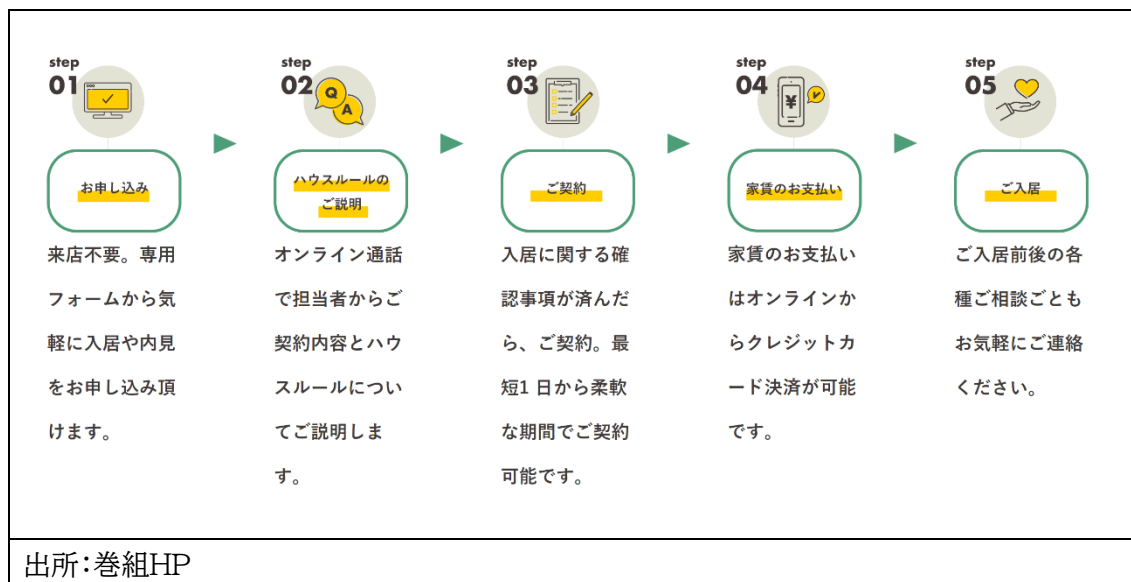 step
01
お申し込み
来店不要。専用
フォームから気
軽に入居や内見
をお申し込み頂
けます。
step
02
Q
A
ハウスルールの
ご説明
オンライン通話
で担当者からご
契約内容とハウ
スルールについ
てご説明しま
す。
step
03
ご契約
入居に関する確
認事項が済んだ
ら、ご契約。最
短1 日から柔軟
な期間でご契約
可能です。
step
04
¥
家賃のお支払い
家賃のお支払い
はオンラインか
らクレジットカ
ード決済が可能
です。
step
05
ご入居
ご入居前後の各
種ご相談ごとも
お気軽にご連絡
ください。
出所：巻組HP